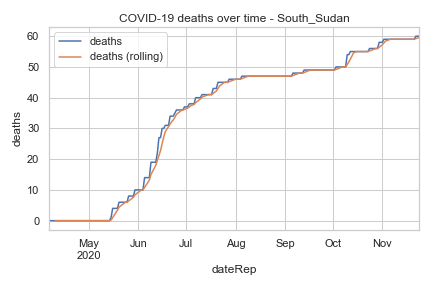 COVID-19 deaths over time - South_Sudan
deaths
deaths (rolling)
60
50
40
30
20
10
0
deaths
May Jun Jul Aug Sep Oct Nov
2020
dateRep